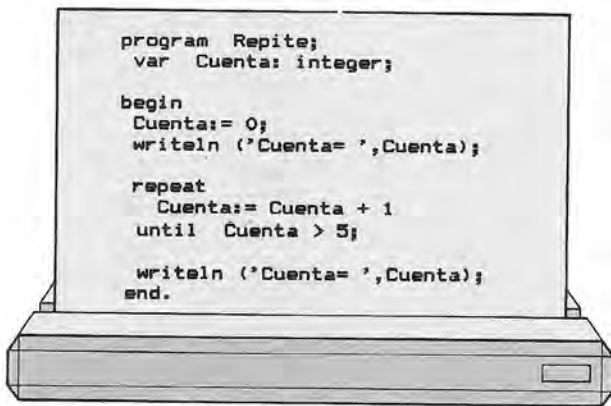 program Repite;
var Cuenta: integer;
begin
Cuenta:= 0;
writeln ('Cuenta= ',Cuenta);
repeat
Cuenta:= Cuenta + 1
until Cuenta > 5;
writeln ('Cuenta= ',Cuenta);
end.